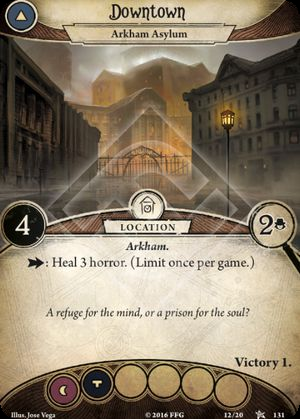 Downtown
Arkham Asylum
4
LOCATION
2
Arkham.
: Heal 3 horror. (Limit once per game.)
A refuge for the mind, or a prison for the soul?
Victory 1.
Illus. Jose Vega
© 2016 FFG
12/20
131